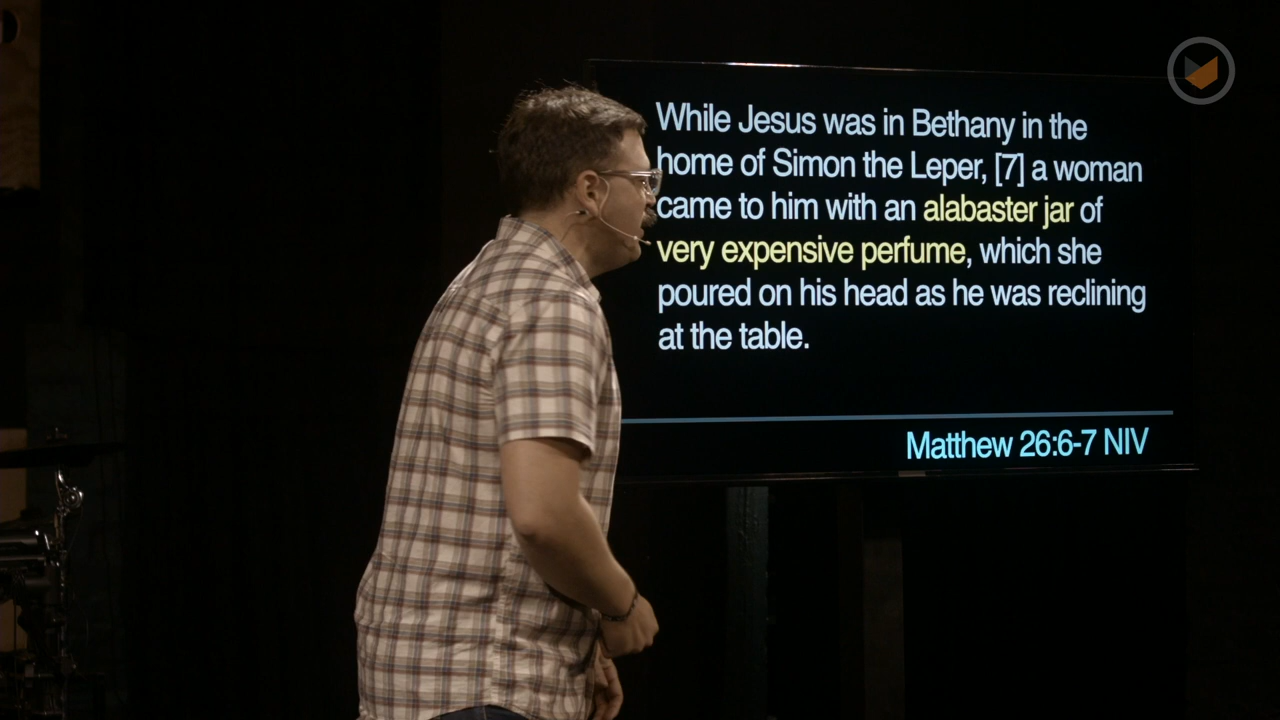 While Jesus was in Bethany in the
home of Simon the Leper, [7] a woman
came to him with an alabaster jar of
very expensive perfume, which she
poured on his head as he was reclining
at the table.
Matthew 26:6-7 NIV